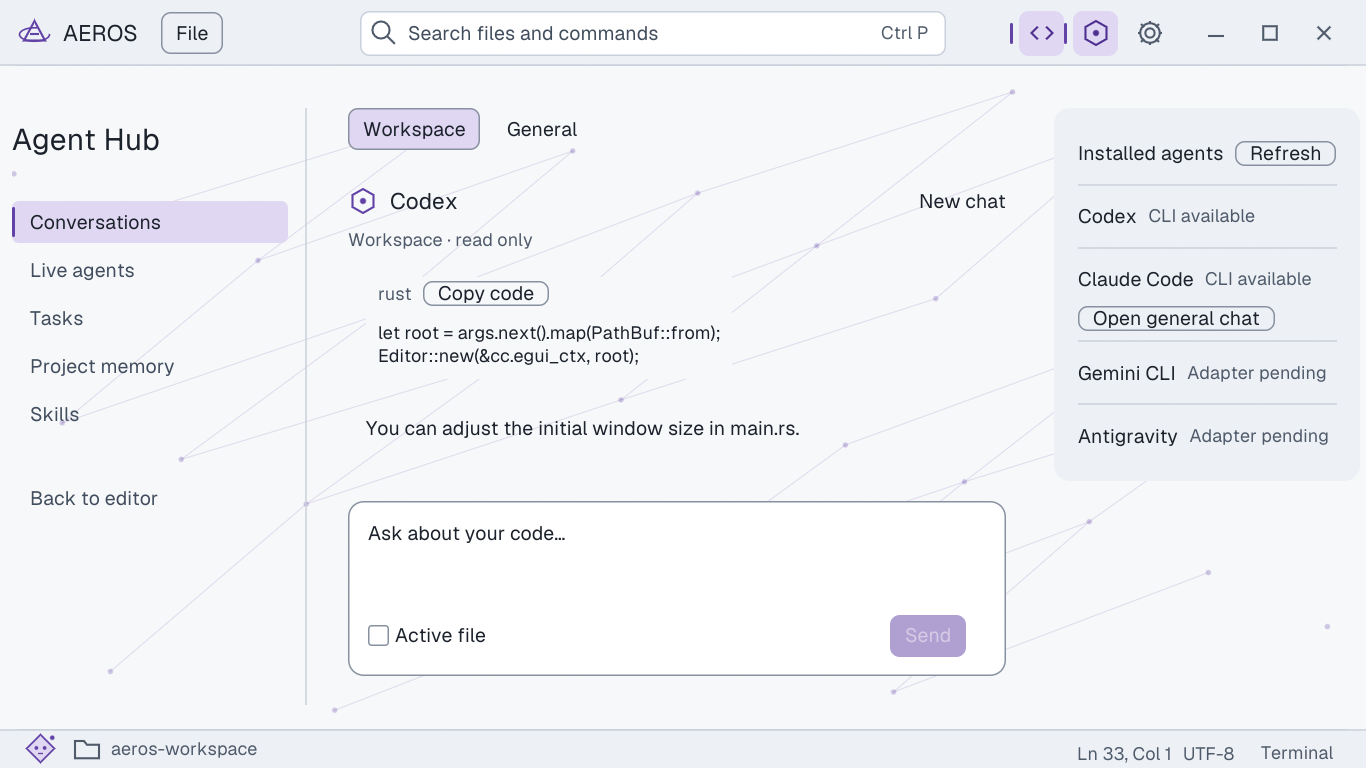 AEROS File Search files and commands Ctrl P
Agent Hub
Conversations
Live agents
Tasks
Project memory
Skills
Back to editor
Workspace General
Codex New chat
Workspace · read only
rust Copy code
let root = args.next().map(PathBuf::from);
Editor::new(&cc.egui_ctx, root);
You can adjust the initial window size in main.rs.
Ask about your code…
Active file Send
Installed agents Refresh
Codex CLI available
Claude Code CLI available
Open general chat
Gemini CLI Adapter pending
Antigravity Adapter pending
aeros-workspace Ln 33, Col 1 UTF-8 Terminal